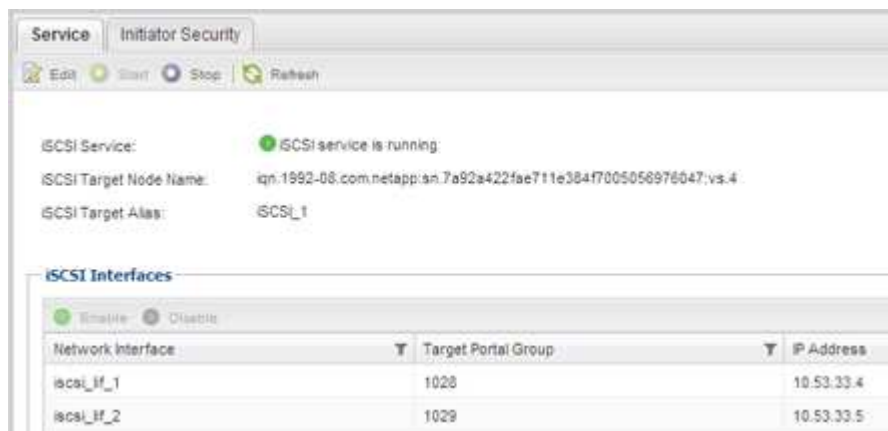 Service Initiator Security
Edit Start Stop Refresh
iSCSI Service: iSCSI service is running
iSCSI Target Node Name: iqn.1992-08.com.netapp:sn.7a92a422fae711e384f7005056976047:vs.4
iSCSI Target Alias: iSCSI_1
iSCSI Interfaces
Enable Disable
Network Interface Target Portal Group IP Address
iscsi_lif_1 1028 10.53.33.4
iscsi_lif_2 1029 10.53.33.5